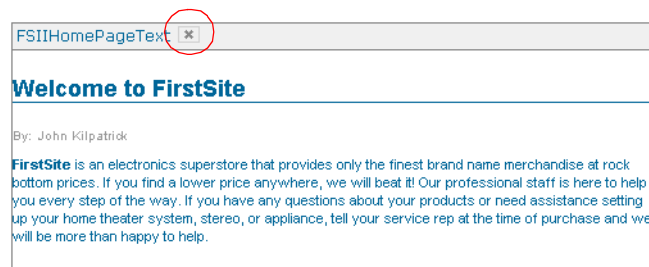 FSIIHomePageText
Welcome to FirstSite
By: John Kilpatrick
FirstSite is an electronics superstore that provides only the finest brand name merchandise at rock
bottom prices. If you find a lower price anywhere, we will beat it! Our professional staff is here to help
you every step of the way. If you have any questions about your products or need assistance setting
up your home theater system, stereo, or appliance, tell your service rep at the time of purchase and we
will be more than happy to help.